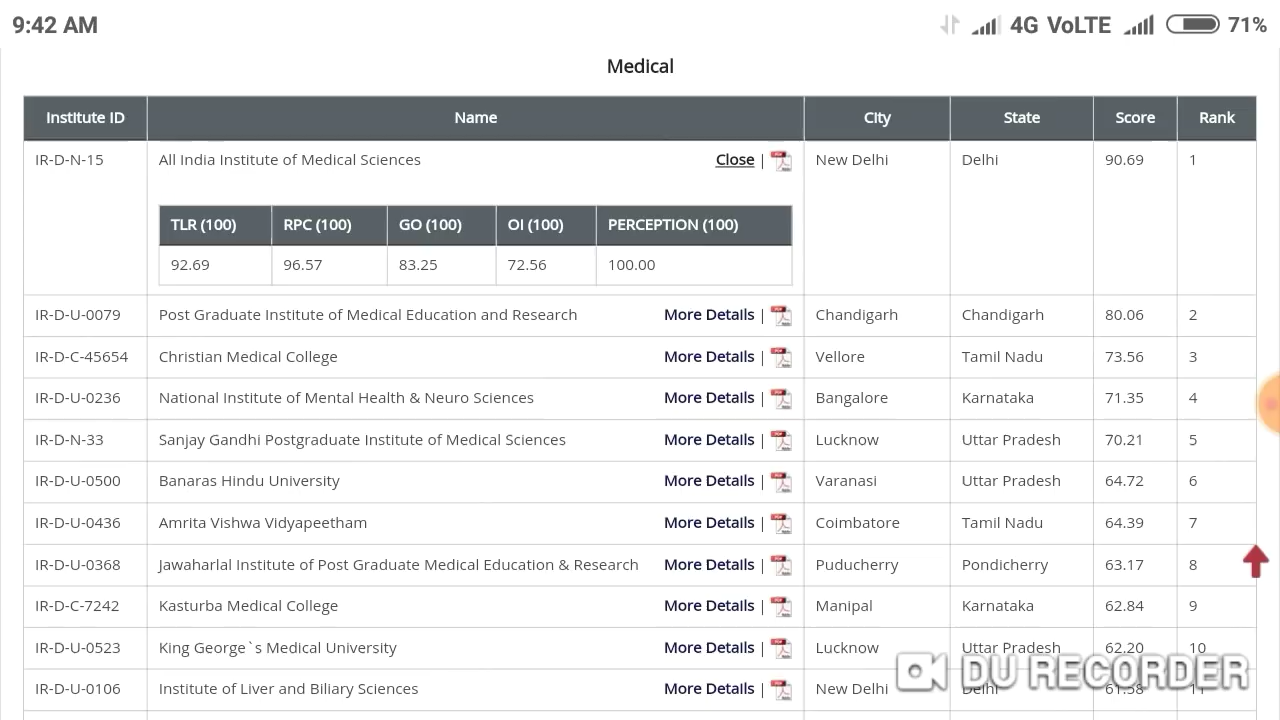 9:42 AM 4G VoLTE 71%
Medical
Institute ID Name City State Score Rank
IR-D-N-15 All India Institute of Medical Sciences Close | New Delhi Delhi 90.69 1
TLR (100) RPC (100) GO (100) OI (100) PERCEPTION (100)
92.69 96.57 83.25 72.56 100.00
IR-D-U-0079 Post Graduate Institute of Medical Education and Research More Details | Chandigarh Chandigarh 80.06 2
IR-D-C-45654 Christian Medical College More Details | Vellore Tamil Nadu 73.56 3
IR-D-U-0236 National Institute of Mental Health & Neuro Sciences More Details | Bangalore Karnataka 71.35 4
IR-D-N-33 Sanjay Gandhi Postgraduate Institute of Medical Sciences More Details | Lucknow Uttar Pradesh 70.21 5
IR-D-U-0500 Banaras Hindu University More Details | Varanasi Uttar Pradesh 64.72 6
IR-D-U-0436 Amrita Vishwa Vidyapeetham More Details | Coimbatore Tamil Nadu 64.39 7
IR-D-U-0368 Jawaharlal Institute of Post Graduate Medical Education & Research More Details | Puducherry Pondicherry 63.17 8
IR-D-C-7242 Kasturba Medical College More Details | Manipal Karnataka 62.84 9
IR-D-U-0523 King George`s Medical University More Details | Lucknow Uttar Pradesh 62.20 10
IR-D-U-0106 Institute of Liver and Biliary Sciences More Details | New Delhi Delhi 61.58 11
DU RECORDER